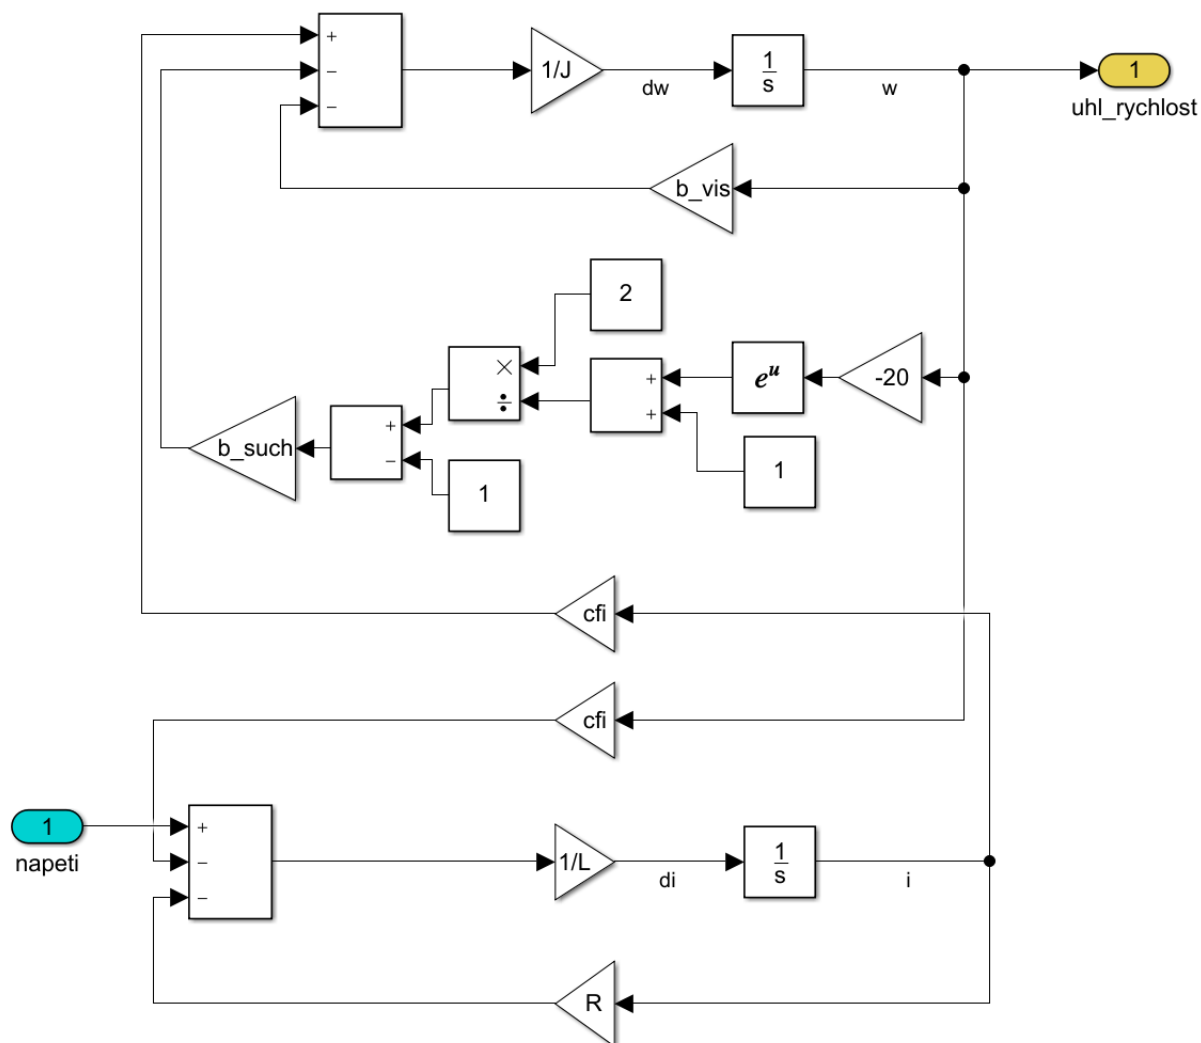 +
−
−
1/J
dw
1
s
w
1
uhl_rychlost
b_vis
2
×
÷
+
+
e^u
-20
+
−
b_such
1
1
cfi
cfi
1
napeti
+
−
−
1/L
di
1
s
i
R